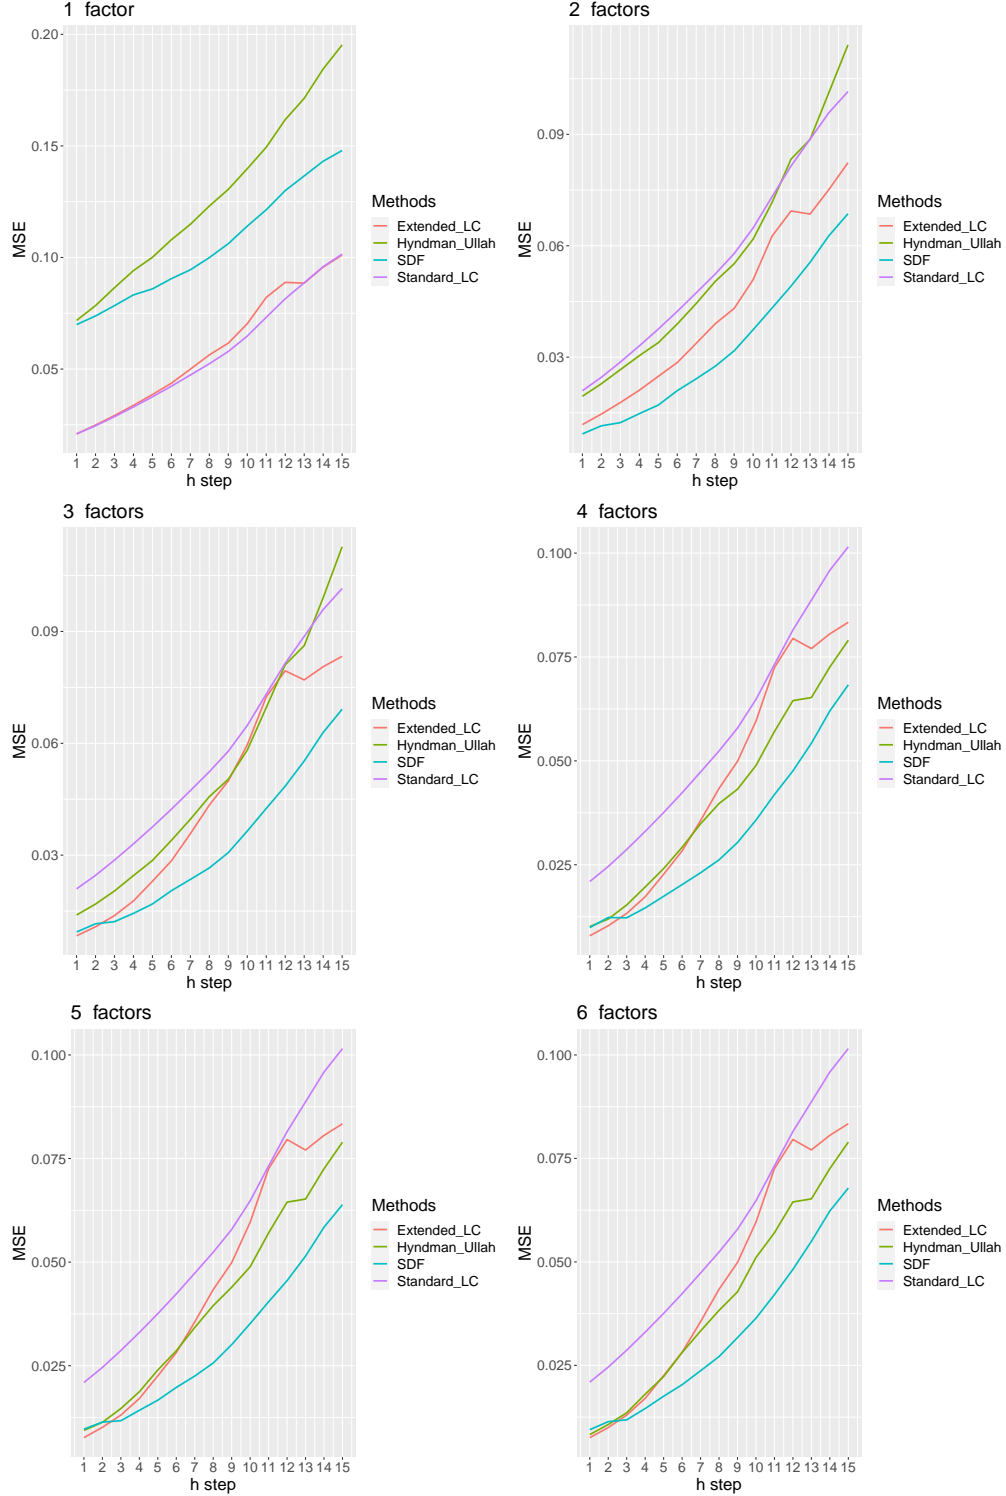 1 factor
0.20
0.15
0.10
0.05
MSE
1 2 3 4 5 6 7 8 9 10 11 12 13 14 15
h step
Methods
Extended_LC
Hyndman_Ullah
SDF
Standard_LC
2 factors
0.09
0.06
0.03
MSE
1 2 3 4 5 6 7 8 9 10 11 12 13 14 15
h step
Methods
Extended_LC
Hyndman_Ullah
SDF
Standard_LC
3 factors
0.09
0.06
0.03
MSE
1 2 3 4 5 6 7 8 9 10 11 12 13 14 15
h step
Methods
Extended_LC
Hyndman_Ullah
SDF
Standard_LC
4 factors
0.100
0.075
0.050
0.025
MSE
1 2 3 4 5 6 7 8 9 10 11 12 13 14 15
h step
Methods
Extended_LC
Hyndman_Ullah
SDF
Standard_LC
5 factors
0.100
0.075
0.050
0.025
MSE
1 2 3 4 5 6 7 8 9 10 11 12 13 14 15
h step
Methods
Extended_LC
Hyndman_Ullah
SDF
Standard_LC
6 factors
0.100
0.075
0.050
0.025
MSE
1 2 3 4 5 6 7 8 9 10 11 12 13 14 15
h step
Methods
Extended_LC
Hyndman_Ullah
SDF
Standard_LC